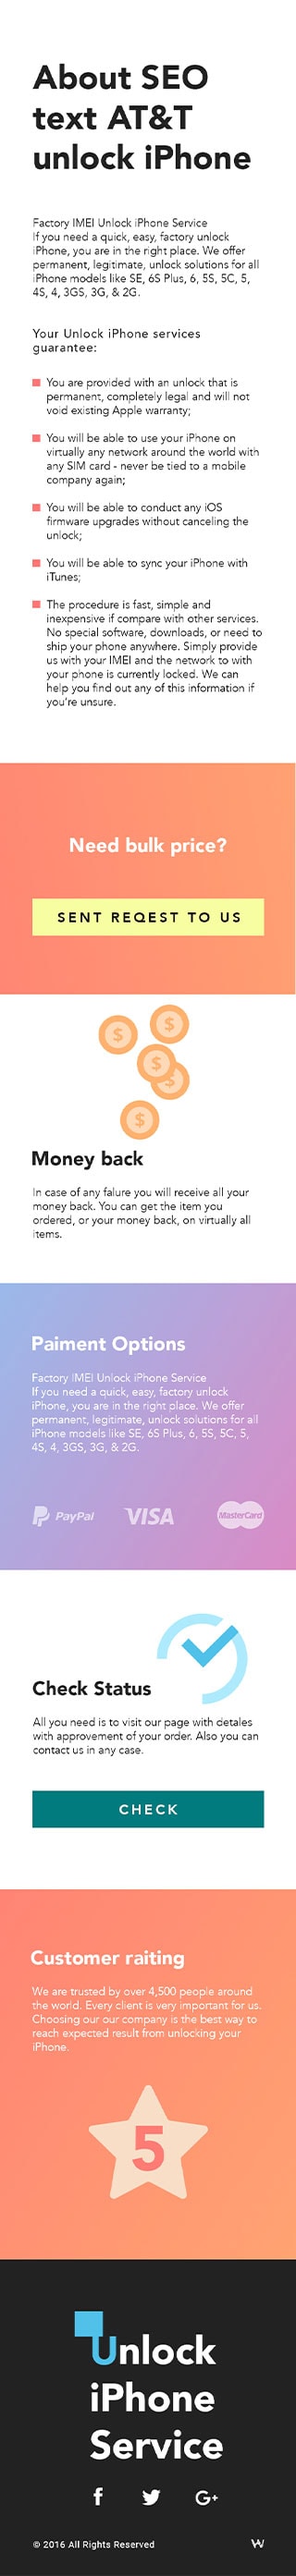 About SEO
text AT&T
unlock iPhone
Factory IMEI Unlock iPhone Service
If you need a quick, easy, factory unlock
iPhone, you are in the right place. We offer
permanent, legitimate, unlock solutions for all
iPhone models like SE, 6S Plus, 6, 5S, 5C, 5,
4S, 4, 3GS, 3G, & 2G.
Your Unlock iPhone services
guarantee:
You are provided with an unlock that is
permanent, completely legal and will not
void existing Apple warranty;
You will be able to use your iPhone on
virtually any network around the world with
any SIM card - never be tied to a mobile
company again;
You will be able to conduct any iOS
firmware upgrades without canceling the
unlock;
You will be able to sync your iPhone with
iTunes;
The procedure is fast, simple and
inexpensive if compare with other services.
No special software, downloads, or need to
ship your phone anywhere. Simply provide
us with your IMEI and the network to with
your phone is currently locked. We can
help you find out any of this information if
you're unsure.
Need bulk price?
SENT REQEST TO US
$
$
$
$
$
Money back
In case of any falure you will receive all your
money back. You can get the item you
ordered, or your money back, on virtually all
items.
Paiment Options
Factory IMEI Unlock iPhone Service
If you need a quick, easy, factory unlock
iPhone, you are in the right place. We offer
permanent, legitimate, unlock solutions for all
iPhone models like SE, 6S Plus, 6, 5S, 5C, 5,
4S, 4, 3GS, 3G, & 2G.
PayPal VISA MasterCard
Check Status
All you need is to visit our page with detales
with approvement of your order. Also you can
contact us in any case.
CHECK
Customer raiting
We are trusted by over 4,500 people around
the world. Every client is very important for us.
Choosing our our company is the best way to
reach expected result from unlocking your
iPhone.
5
Unlock
iPhone
Service
f G+
© 2016 All Rights Reserved